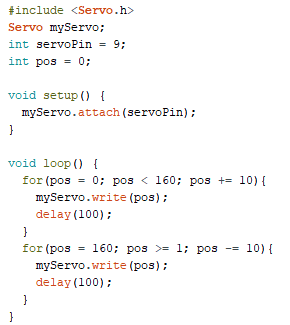 #include <Servo.h>
Servo myServo;
int servoPin = 9;
int pos = 0;

void setup() {
  myServo.attach(servoPin);
}

void loop() {
  for(pos = 0; pos < 160; pos += 10){
    myServo.write(pos);
    delay(100);
  }
  for(pos = 160; pos >= 1; pos -= 10){
    myServo.write(pos);
    delay(100);
  }
}